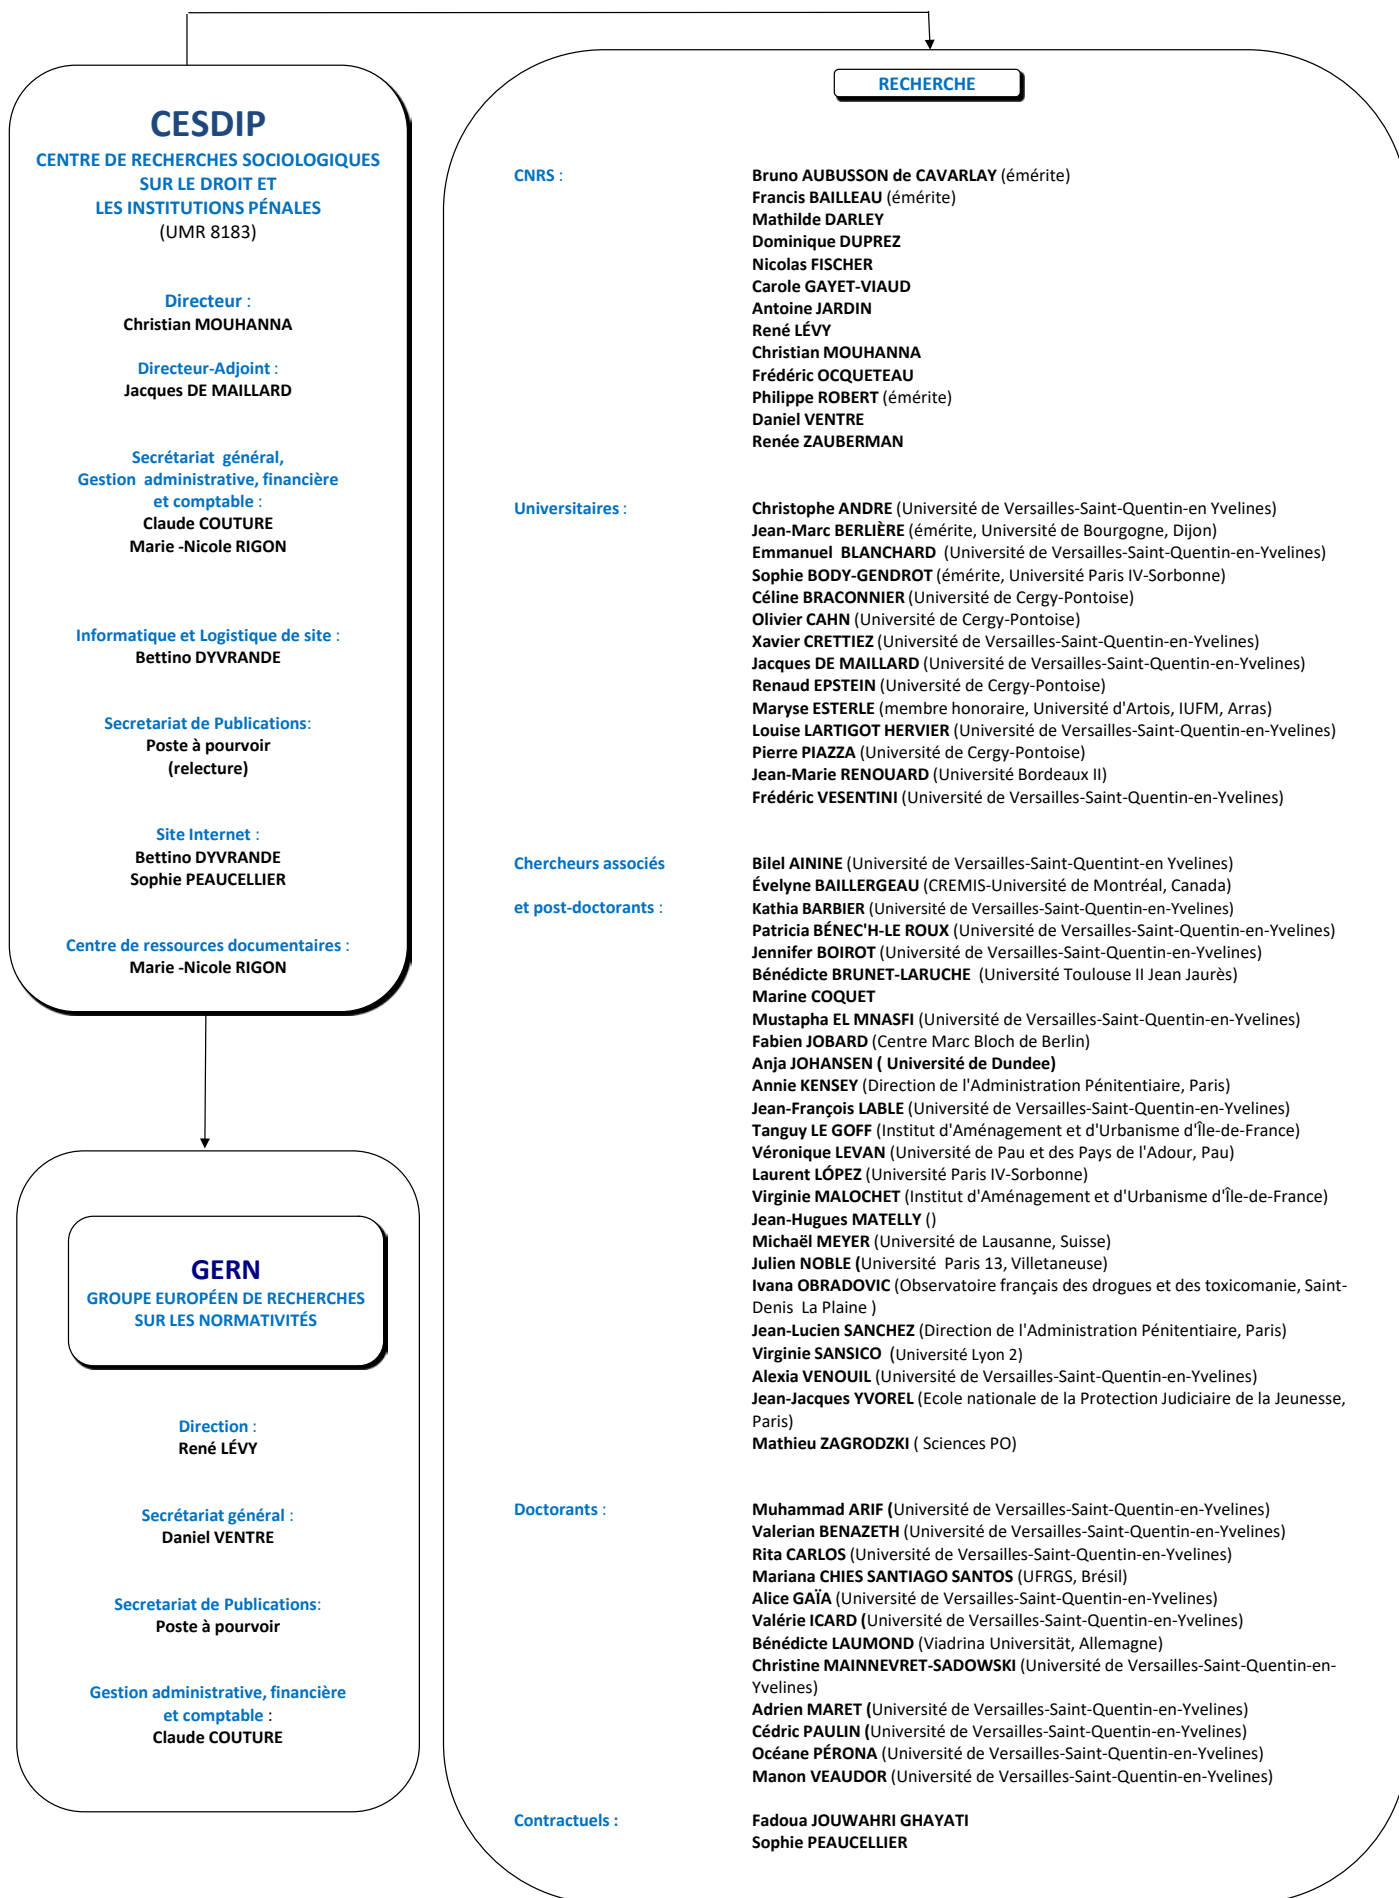 CESDIP
CENTRE DE RECHERCHES SOCIOLOGIQUES
SUR LE DROIT ET
LES INSTITUTIONS PÉNALES
(UMR 8183)
Directeur :
Christian MOUHANNA
Directeur-Adjoint :
Jacques DE MAILLARD
Secrétariat général,
Gestion administrative, financière
et comptable :
Claude COUTURE
Marie -Nicole RIGON
Informatique et Logistique de site :
Bettino DYVRANDE
Secretariat de Publications:
Poste à pourvoir
(relecture)
Site Internet :
Bettino DYVRANDE
Sophie PEAUCELLIER
Centre de ressources documentaires :
Marie -Nicole RIGON
GERN
GROUPE EUROPÉEN DE RECHERCHES
SUR LES NORMATIVITÉS
Direction :
René LÉVY
Secrétariat général :
Daniel VENTRE
Secretariat de Publications:
Poste à pourvoir
Gestion administrative, financière
et comptable :
Claude COUTURE
RECHERCHE
CNRS : Bruno AUBUSSON de CAVARLAY (émérite)
Francis BAILLEAU (émérite)
Mathilde DARLEY
Dominique DUPREZ
Nicolas FISCHER
Carole GAYET-VIAUD
Antoine JARDIN
René LÉVY
Christian MOUHANNA
Frédéric OCQUETEAU
Philippe ROBERT (émérite)
Daniel VENTRE
Renée ZAUBERMAN
Universitaires : Christophe ANDRE (Université de Versailles-Saint-Quentin-en Yvelines)
Jean-Marc BERLIÈRE (émérite, Université de Bourgogne, Dijon)
Emmanuel BLANCHARD (Université de Versailles-Saint-Quentin-en-Yvelines)
Sophie BODY-GENDROT (émérite, Université Paris IV-Sorbonne)
Céline BRACONNIER (Université de Cergy-Pontoise)
Olivier CAHN (Université de Cergy-Pontoise)
Xavier CRETTIEZ (Université de Versailles-Saint-Quentin-en-Yvelines)
Jacques DE MAILLARD (Université de Versailles-Saint-Quentin-en-Yvelines)
Renaud EPSTEIN (Université de Cergy-Pontoise)
Maryse ESTERLE (membre honoraire, Université d'Artois, IUFM, Arras)
Louise LARTIGOT HERVIER (Université de Versailles-Saint-Quentin-en-Yvelines)
Pierre PIAZZA (Université de Cergy-Pontoise)
Jean-Marie RENOUARD (Université Bordeaux II)
Frédéric VESENTINI (Université de Versailles-Saint-Quentin-en-Yvelines)
Chercheurs associés Bilel AININE (Université de Versailles-Saint-Quentint-en Yvelines)
Évelyne BAILLERGEAU (CREMIS-Université de Montréal, Canada)
et post-doctorants : Kathia BARBIER (Université de Versailles-Saint-Quentin-en-Yvelines)
Patricia BÉNEC'H-LE ROUX (Université de Versailles-Saint-Quentin-en-Yvelines)
Jennifer BOIROT (Université de Versailles-Saint-Quentin-en-Yvelines)
Bénédicte BRUNET-LARUCHE (Université Toulouse II Jean Jaurès)
Marine COQUET
Mustapha EL MNASFI (Université de Versailles-Saint-Quentin-en-Yvelines)
Fabien JOBARD (Centre Marc Bloch de Berlin)
Anja JOHANSEN ( Université de Dundee)
Annie KENSEY (Direction de l'Administration Pénitentiaire, Paris)
Jean-François LABLE (Université de Versailles-Saint-Quentin-en-Yvelines)
Tanguy LE GOFF (Institut d'Aménagement et d'Urbanisme d'Île-de-France)
Véronique LEVAN (Université de Pau et des Pays de l'Adour, Pau)
Laurent LÓPEZ (Université Paris IV-Sorbonne)
Virginie MALOCHET (Institut d'Aménagement et d'Urbanisme d'Île-de-France)
Jean-Hugues MATELLY ()
Michaël MEYER (Université de Lausanne, Suisse)
Julien NOBLE (Université Paris 13, Villetaneuse)
Ivana OBRADOVIC (Observatoire français des drogues et des toxicomanie, Saint-
Denis La Plaine )
Jean-Lucien SANCHEZ (Direction de l'Administration Pénitentiaire, Paris)
Virginie SANSICO (Université Lyon 2)
Alexia VENOUIL (Université de Versailles-Saint-Quentin-en-Yvelines)
Jean-Jacques YVOREL (Ecole nationale de la Protection Judiciaire de la Jeunesse,
Paris)
Mathieu ZAGRODZKI ( Sciences PO)
Doctorants : Muhammad ARIF (Université de Versailles-Saint-Quentin-en-Yvelines)
Valerian BENAZETH (Université de Versailles-Saint-Quentin-en-Yvelines)
Rita CARLOS (Université de Versailles-Saint-Quentin-en-Yvelines)
Mariana CHIES SANTIAGO SANTOS (UFRGS, Brésil)
Alice GAÏA (Université de Versailles-Saint-Quentin-en-Yvelines)
Valérie ICARD (Université de Versailles-Saint-Quentin-en-Yvelines)
Bénédicte LAUMOND (Viadrina Universität, Allemagne)
Christine MAINNEVRET-SADOWSKI (Université de Versailles-Saint-Quentin-en-
Yvelines)
Adrien MARET (Université de Versailles-Saint-Quentin-en-Yvelines)
Cédric PAULIN (Université de Versailles-Saint-Quentin-en-Yvelines)
Océane PÉRONA (Université de Versailles-Saint-Quentin-en-Yvelines)
Manon VEAUDOR (Université de Versailles-Saint-Quentin-en-Yvelines)
Contractuels : Fadoua JOUWAHRI GHAYATI
Sophie PEAUCELLIER